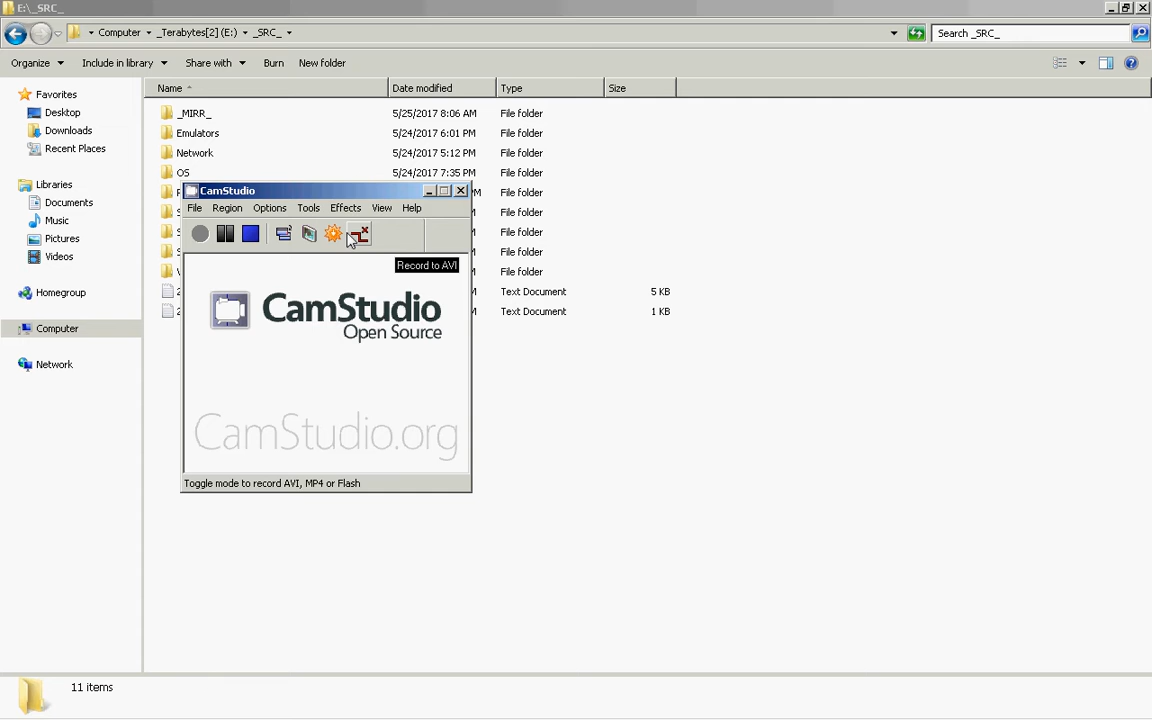 E:\_SRC_
Computer
_Terabytes[2] (E:)
_SRC_
Search _SRC_
Organize
Include in library
Share with
Burn
New folder
Name
Date modified
Type
Size
Favorites
Desktop
Downloads
Recent Places
Libraries
Documents
Music
Pictures
Videos
Homegroup
Computer
Network
_MIRR_ 5/25/2017 8:06 AM File folder
Emulators 5/24/2017 6:01 PM File folder
Network 5/24/2017 5:12 PM File folder
OS 5/24/2017 7:35 PM File folder
File folder
File folder
File folder
File folder
File folder
Text Document 5 KB
Text Document 1 KB
CamStudio
File Region Options Tools Effects View Help
Record to AVI
CamStudio
Open Source
CamStudio.org
Toggle mode to record AVI, MP4 or Flash
11 items